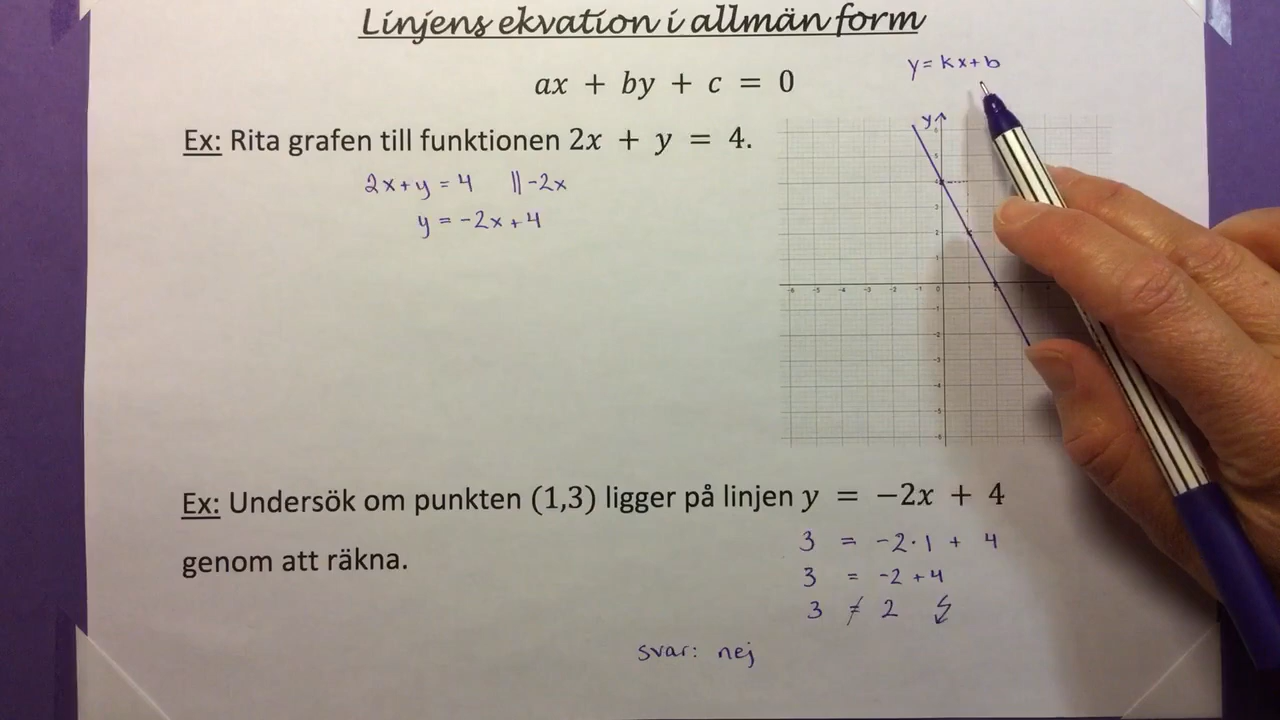 Linjens ekvation i allmän form
ax + by + c = 0
y = kx + b
Ex: Rita grafen till funktionen 2x + y = 4.
2x + y = 4 || -2x
y = -2x + 4
y
Ex: Undersök om punkten (1,3) ligger på linjen y = −2x + 4
genom att räkna.
3 = -2·1 + 4
3 = -2 + 4
3 ≠ 2 ↯
svar: nej